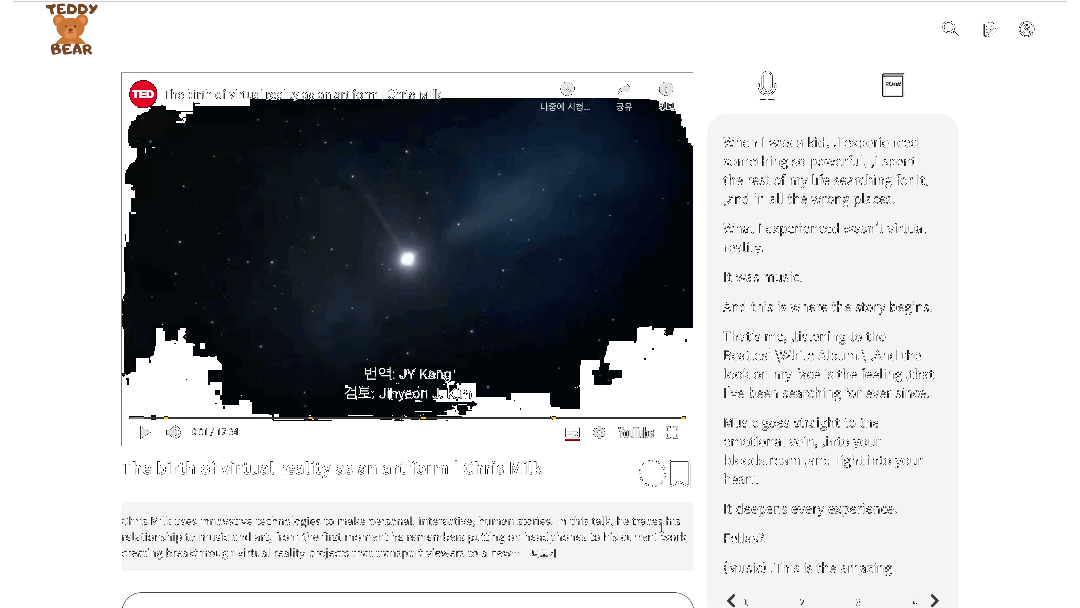 TEDDY
BEAR
TED The birth of virtual reality as an art form | Chris Milk
나중에 시청... 공유
번역: JY Kang
검토: Jihyeon J. Kim
YouTube
The birth of virtual reality as an art form | Chris Milk
Chris Milk uses innovative technologies to make personal, interactive, human stories. In this talk, he traces his
relationship to music and art, from the first moment he remembers putting on headphones to his current work
creating breakthrough virtual reality projects that transport viewers to a new
When I was a kid, ,I experienced
something so powerful, ,I spent
the rest of my life searching for it,
,and in all the wrong places.
What I experienced wasn't virtual
reality.
It was music.
And this is where the story begins.
That's me, ,listening to the
Beatles' \White Album.\ ,And the
look on my face is the feeling ,that
I've been searching for ever since.
Music goes straight to the
emotional vein, ,into your
bloodstream ,and right into your
heart.
It deepens every experience.
Fellas?
(Music) ,This is the amazing
1 2 3